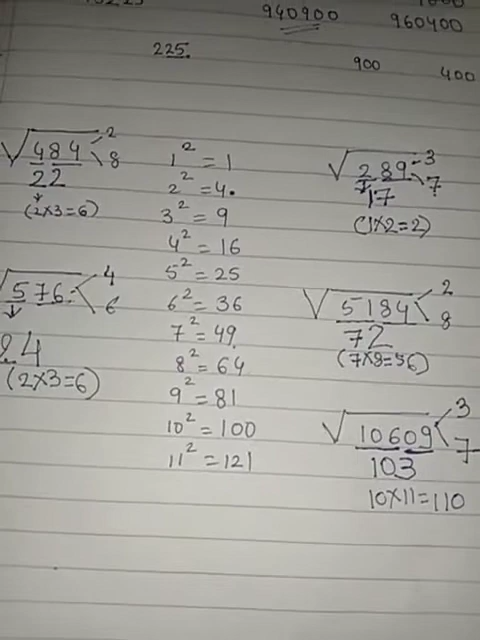 940900
960400
225.
900
400
√484 2
8
22
(2×3=6)
√576 4
6
24
(2×3=6)
1² = 1
2² = 4.
3² = 9
4² = 16
5² = 25
6² = 36
7² = 49
8² = 64
9² = 81
10² = 100
11² = 121
√289 3
7
17
(1×2=2)
√5184 2
8
72
(7×8=56)
√10609 3
7
103
10×11=110